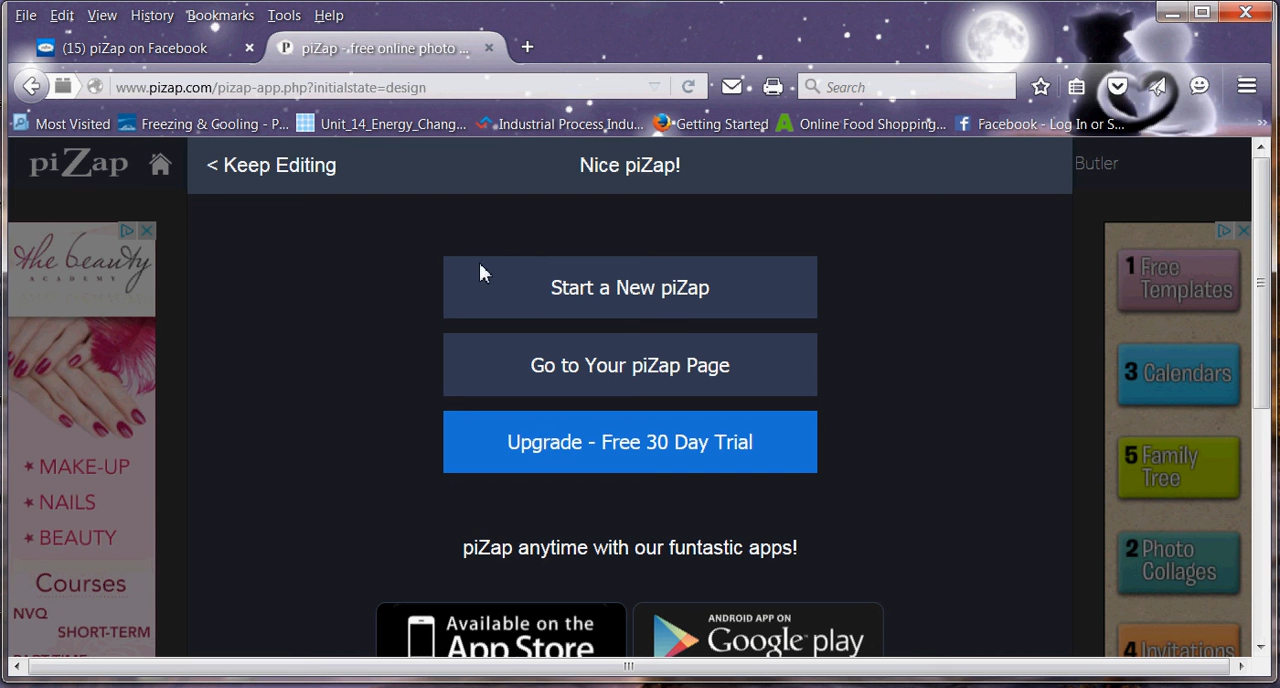 File Edit View History Bookmarks Tools Help
(15) piZap on Facebook
piZap - free online photo ...
www.pizap.com/pizap-app.php?initialstate=design
Search
Most Visited
Freezing & Gooling - P...
Unit_14_Energy_Chang...
Industrial Process,Indu...
Getting Started
Online Food Shopping...
Facebook - Log In or S...
piZap
< Keep Editing
Nice piZap!
Butler
the beauty
ACADEMY
Start a New piZap
Go to Your piZap Page
Upgrade - Free 30 Day Trial
piZap anytime with our funtastic apps!
Available on the
App Store
ANDROID APP ON
Google play
MAKE-UP
NAILS
BEAUTY
Courses
NVQ
SHORT-TERM
1 Free
Templates
3 Calendars
5 Family
Tree
2 Photo
Collages
4 Invitations